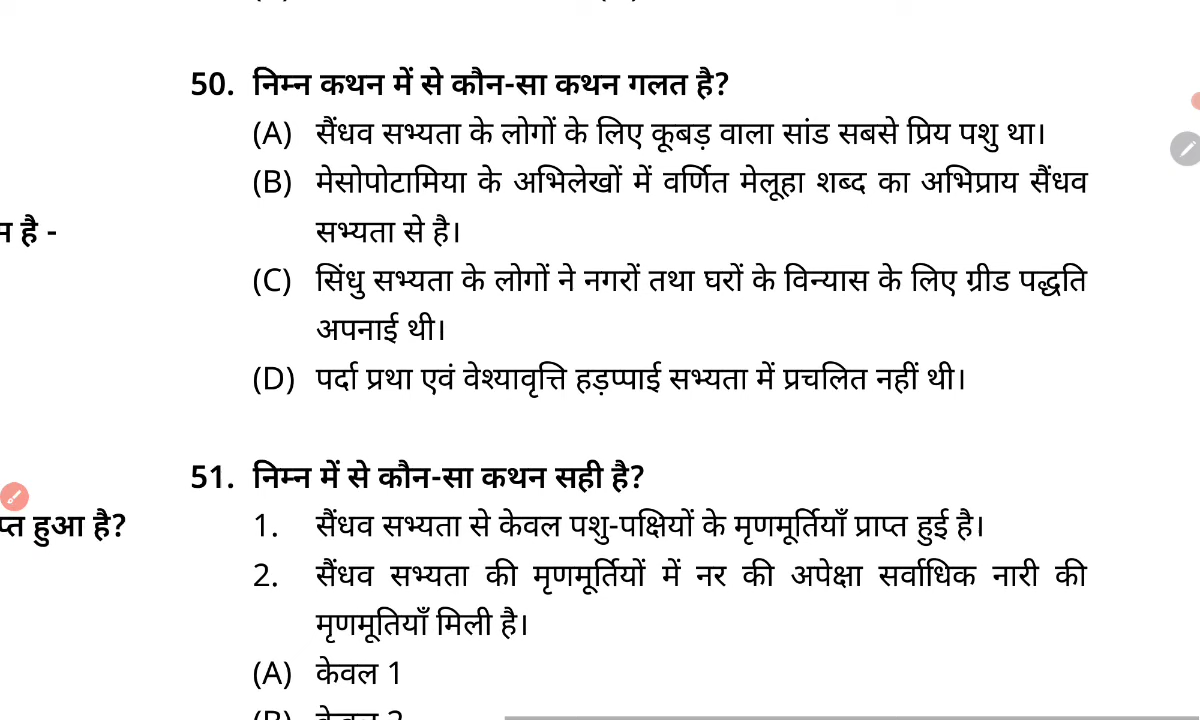 50. निम्न कथन में से कौन-सा कथन गलत है?
(A) सैंधव सभ्यता के लोगों के लिए कूबड़ वाला सांड सबसे प्रिय पशु था।
(B) मेसोपोटामिया के अभिलेखों में वर्णित मेलूहा शब्द का अभिप्राय सैंधव
सभ्यता से है।
है -
(C) सिंधु सभ्यता के लोगों ने नगरों तथा घरों के विन्यास के लिए ग्रीड पद्धति
अपनाई थी।
(D) पर्दा प्रथा एवं वेश्यावृत्ति हड़प्पाई सभ्यता में प्रचलित नहीं थी।
51. निम्न में से कौन-सा कथन सही है?
हुआ है?
1. सैंधव सभ्यता से केवल पशु-पक्षियों के मृणमूर्तियाँ प्राप्त हुई है।
2. सैंधव सभ्यता की मृणमूर्तियों में नर की अपेक्षा सर्वाधिक नारी की
मृणमूतियाँ मिली है।
(A) केवल 1